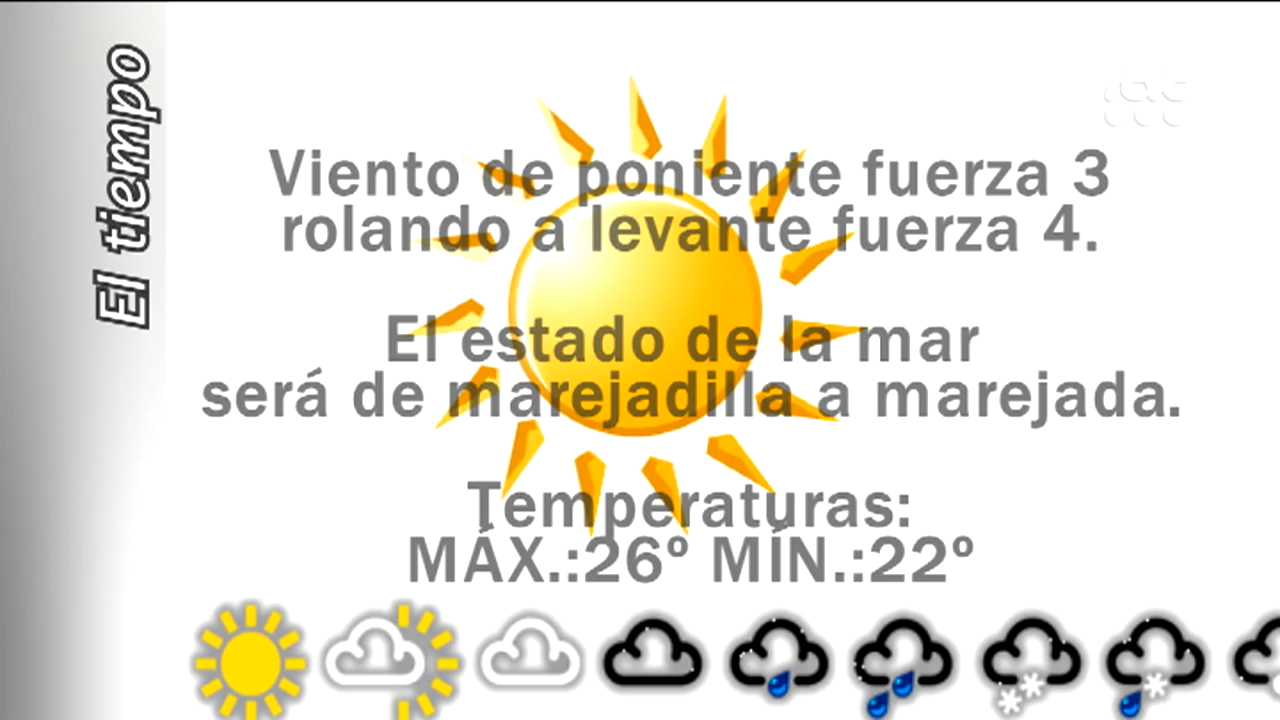 El tiempo
Viento de poniente fuerza 3
rolando a levante fuerza 4.
El estado de la mar
será de marejadilla a marejada.
Temperaturas:
MÁX.:26º MÍN.:22º